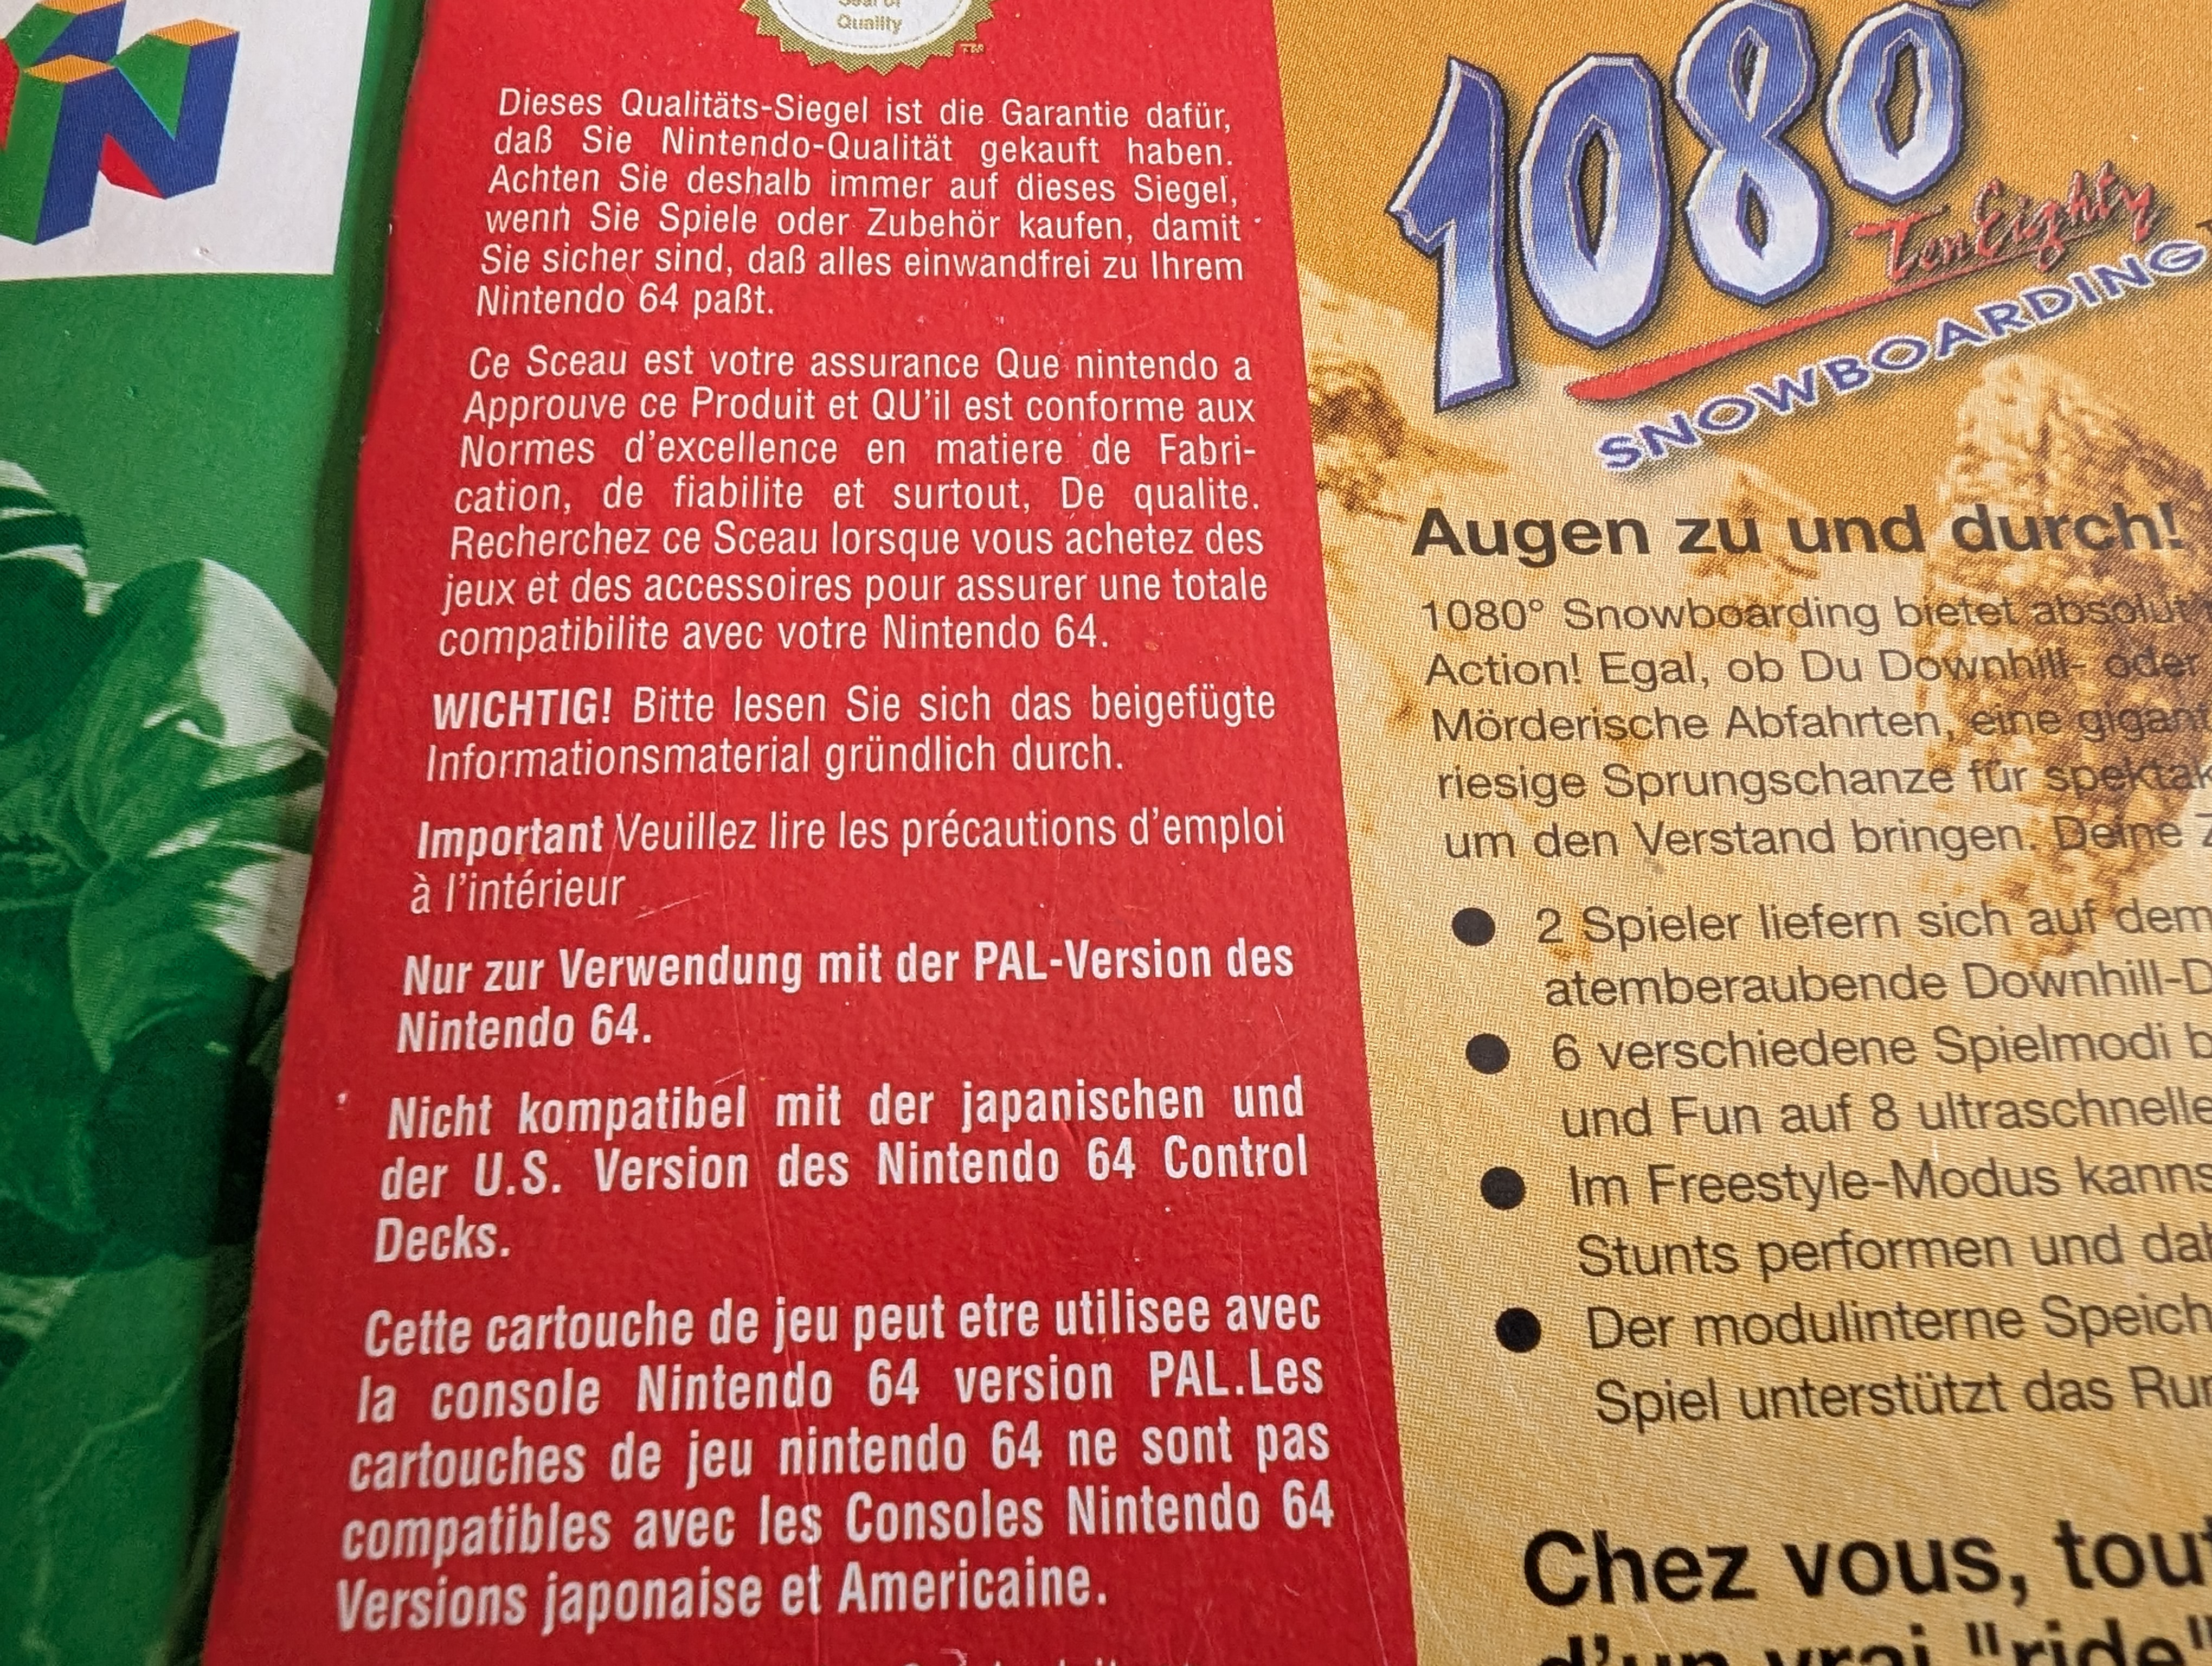 Quality
TM
Dieses Qualitäts-Siegel ist die Garantie dafür,
daß Sie Nintendo-Qualität gekauft haben.
Achten Sie deshalb immer auf dieses Siegel,
wenn Sie Spiele oder Zubehör kaufen, damit
Sie sicher sind, daß alles einwandfrei zu Ihrem
Nintendo 64 paßt.
Ce Sceau est votre assurance Que nintendo a
Approuve ce Produit et QU'il est conforme aux
Normes d'excellence en matiere de Fabri-
cation, de fiabilite et surtout, De qualite.
Recherchez ce Sceau lorsque vous achetez des
jeux et des accessoires pour assurer une totale
compatibilite avec votre Nintendo 64.
WICHTIG! Bitte lesen Sie sich das beigefügte
Informationsmaterial gründlich durch.
Important Veuillez lire les précautions d'emploi
à l'intérieur
Nur zur Verwendung mit der PAL-Version des
Nintendo 64.
Nicht kompatibel mit der japanischen und
der U.S. Version des Nintendo 64 Control
Decks.
Cette cartouche de jeu peut etre utilisee avec
la console Nintendo 64 version PAL.Les
cartouches de jeu nintendo 64 ne sont pas
compatibles avec les Consoles Nintendo 64
Versions japonaise et Americaine.
1080°
Ten Eighty
SNOWBOARDING
Augen zu und durch!
1080° Snowboarding bietet absolut
Action! Egal, ob Du Downhill- oder
Mörderische Abfahrten, eine
riesige Sprungschanze für
um den Verstand bringen. Deine
● 2 Spieler liefern sich auf dem
atemberaubende Downhill-
● 6 verschiedene Spielmodi
und Fun auf 8
● Im Freestyle-Modus
Stunts performen und
● Der modulinterne
Spiel unterstützt das
Chez vous,
d'un vrai "ride"